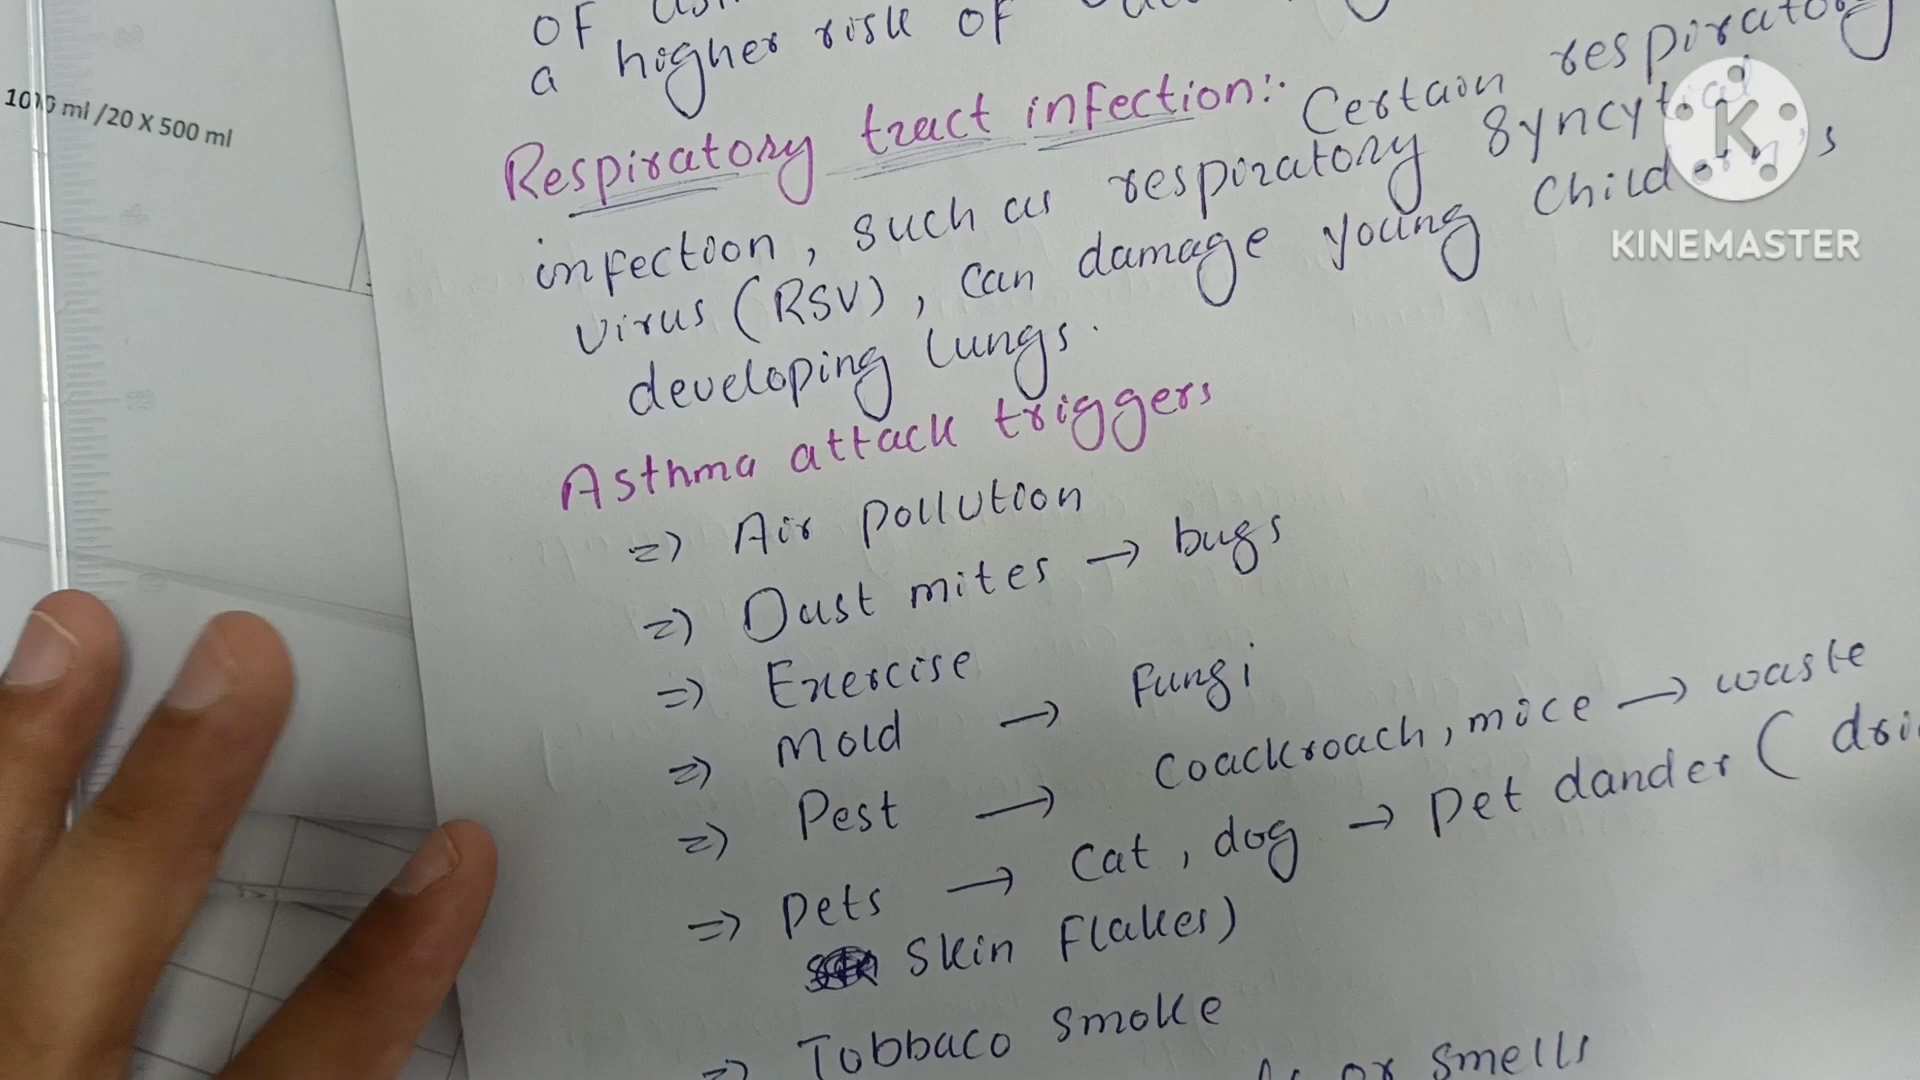 1010 ml /20 X 500 ml
OF
a higher risk OF
Respiratory tract infection:- Certain respiratory
infection, such as respiratory Syncytial
virus (RSV), can damage young
developing lungs.
Asthma attack triggers
=> Air pollution
=> Dust mites → bugs
=> Exercise
=> Mold → Fungi
=> Pest → Coackroach, mice → waste
=> Pets → Cat, dog → Pet dander (
Skin Flakes)
=> Tobbaco Smoke
or smells
KINEMASTER